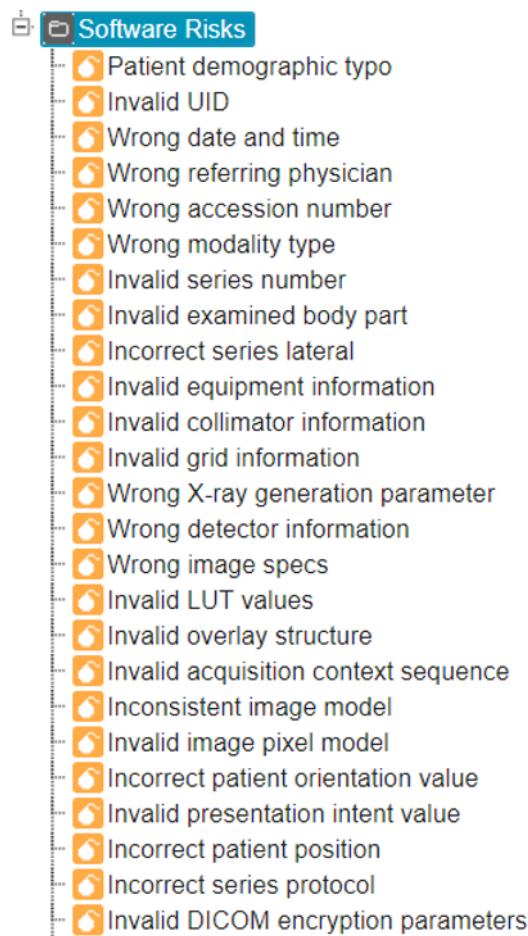 Software Risks
Patient demographic typo
Invalid UID
Wrong date and time
Wrong referring physician
Wrong accession number
Wrong modality type
Invalid series number
Invalid examined body part
Incorrect series lateral
Invalid equipment information
Invalid collimator information
Invalid grid information
Wrong X-ray generation parameter
Wrong detector information
Wrong image specs
Invalid LUT values
Invalid overlay structure
Invalid acquisition context sequence
Inconsistent image model
Invalid image pixel model
Incorrect patient orientation value
Invalid presentation intent value
Incorrect patient position
Incorrect series protocol
Invalid DICOM encryption parameters